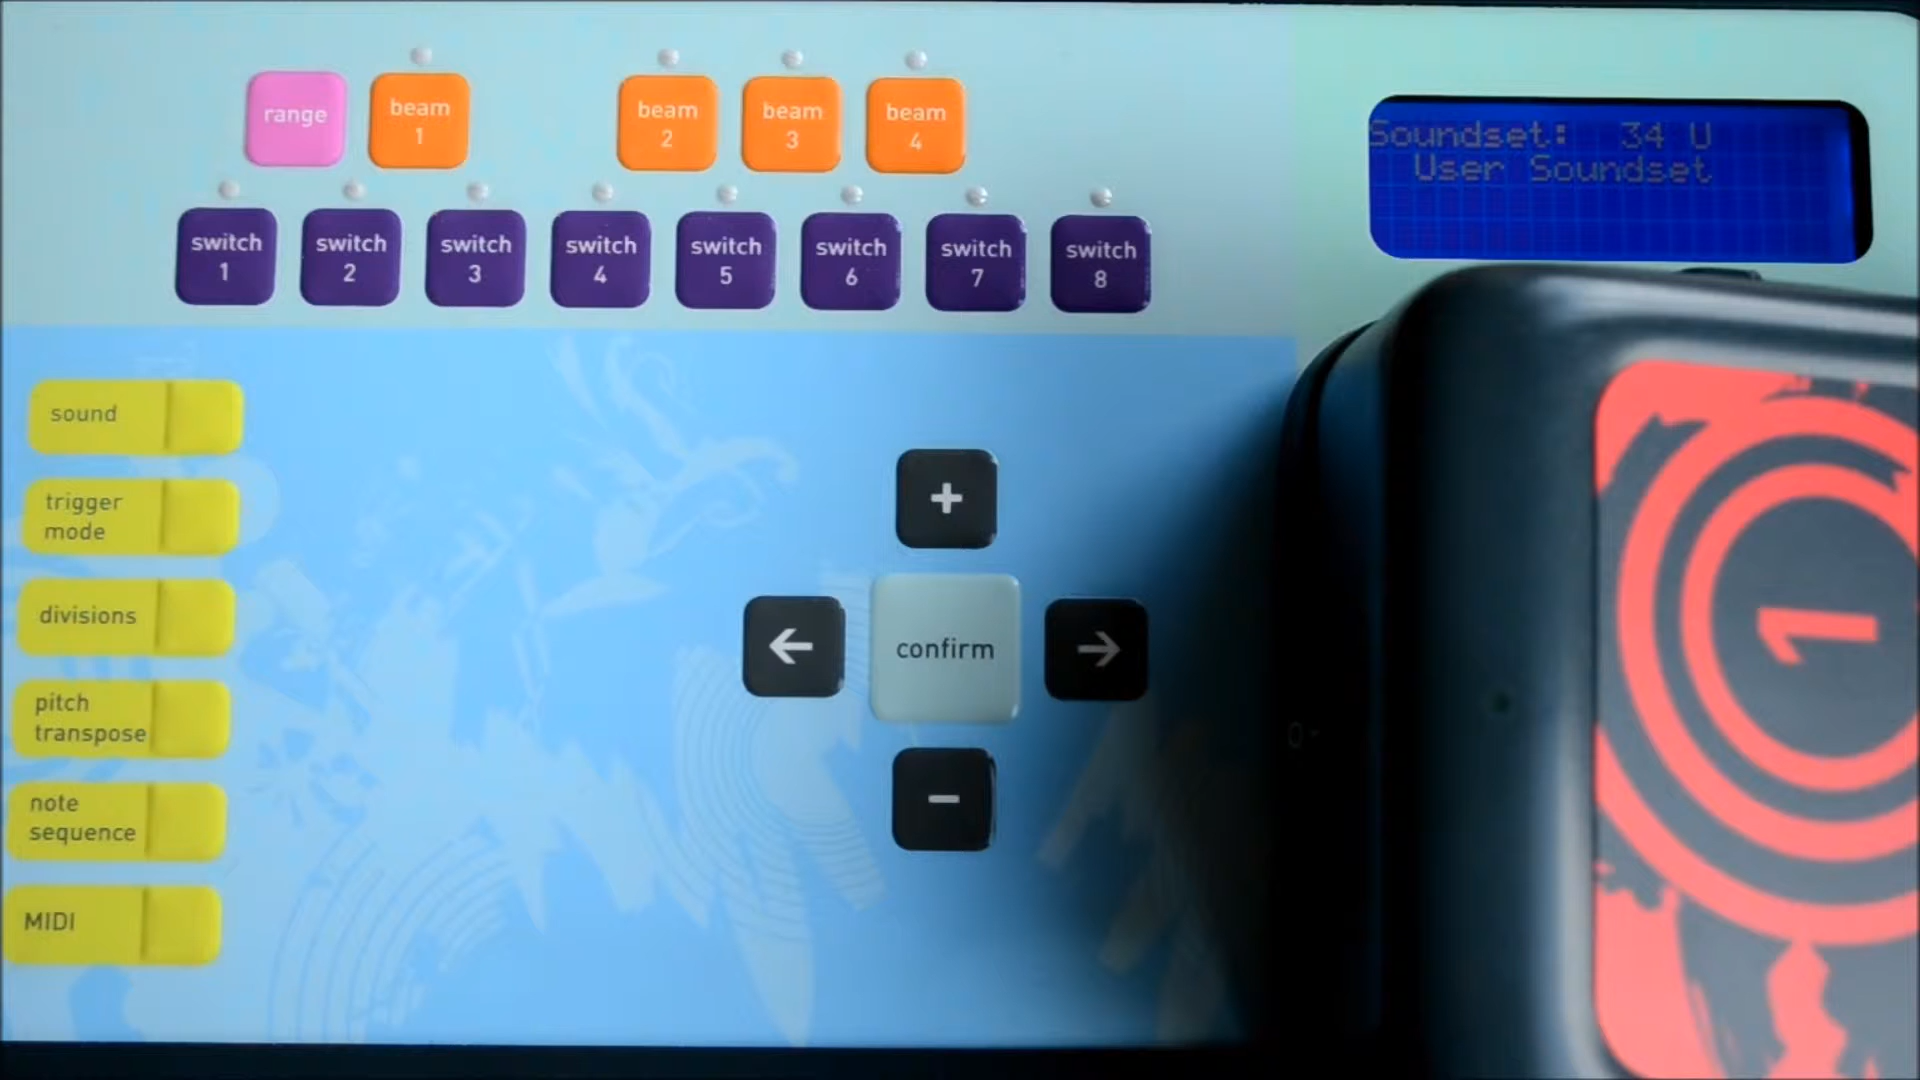 range
beam
1
beam
2
beam
3
beam
4
Soundset: 34 U
User Soundset
switch
1
switch
2
switch
3
switch
4
switch
5
switch
6
switch
7
switch
8
sound
trigger
mode
divisions
pitch
transpose
note
sequence
MIDI
+
←
confirm
→
−
1